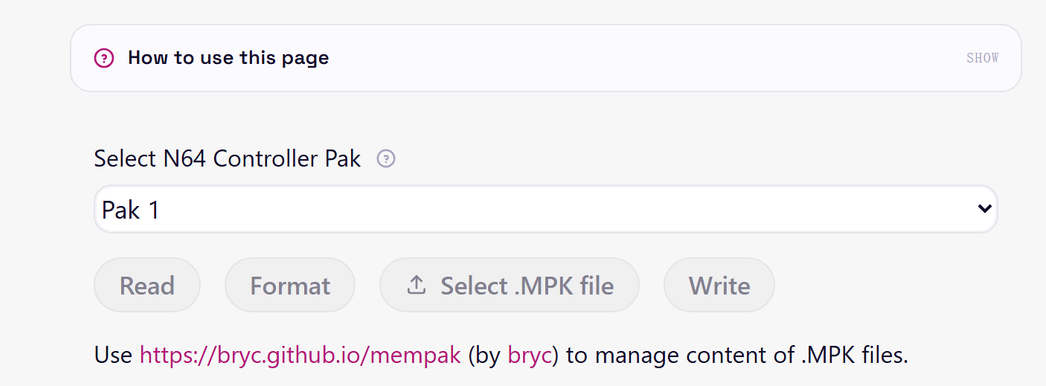 How to use this page SHOW
Select N64 Controller Pak ?
Pak 1
Read Format Select .MPK file Write
Use https://bryc.github.io/mempak (by bryc) to manage content of .MPK files.